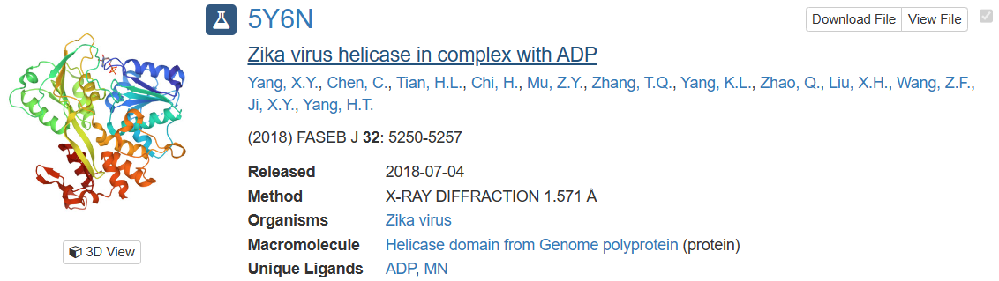 5Y6N
Download File View File
Zika virus helicase in complex with ADP
Yang, X.Y., Chen, C., Tian, H.L., Chi, H., Mu, Z.Y., Zhang, T.Q., Yang, K.L., Zhao, Q., Liu, X.H., Wang, Z.F.,
Ji, X.Y., Yang, H.T.
(2018) FASEB J 32: 5250-5257
Released 2018-07-04
Method X-RAY DIFFRACTION 1.571 Å
Organisms Zika virus
Macromolecule Helicase domain from Genome polyprotein (protein)
Unique Ligands ADP, MN
3D View